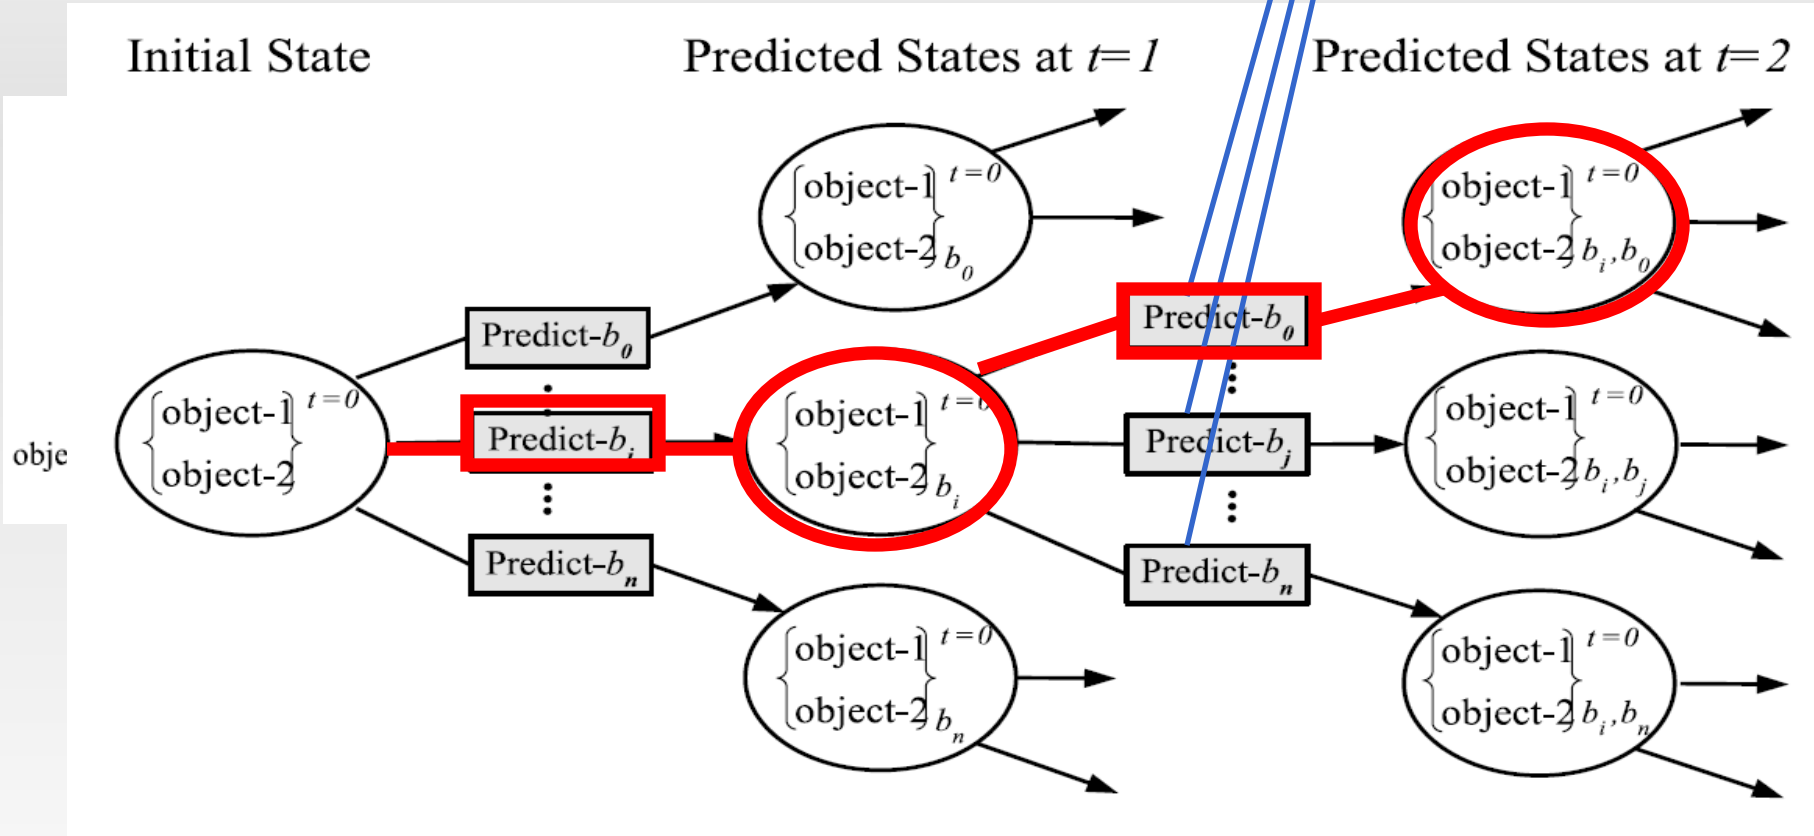 Initial State
Predicted States at t=1
Predicted States at t=2
object-1 t=0
object-2 b0
object-1 t=0
object-2 bi,b0
Predict-b0
Predict-b0
object-1 t=0
object-2
Predict-bi
object-1 t=0
object-2 bi
Predict-bj
object-1 t=0
object-2 bi,bj
obje
Predict-bn
Predict-bn
object-1 t=0
object-2 bn
object-1 t=0
object-2 bi,bn